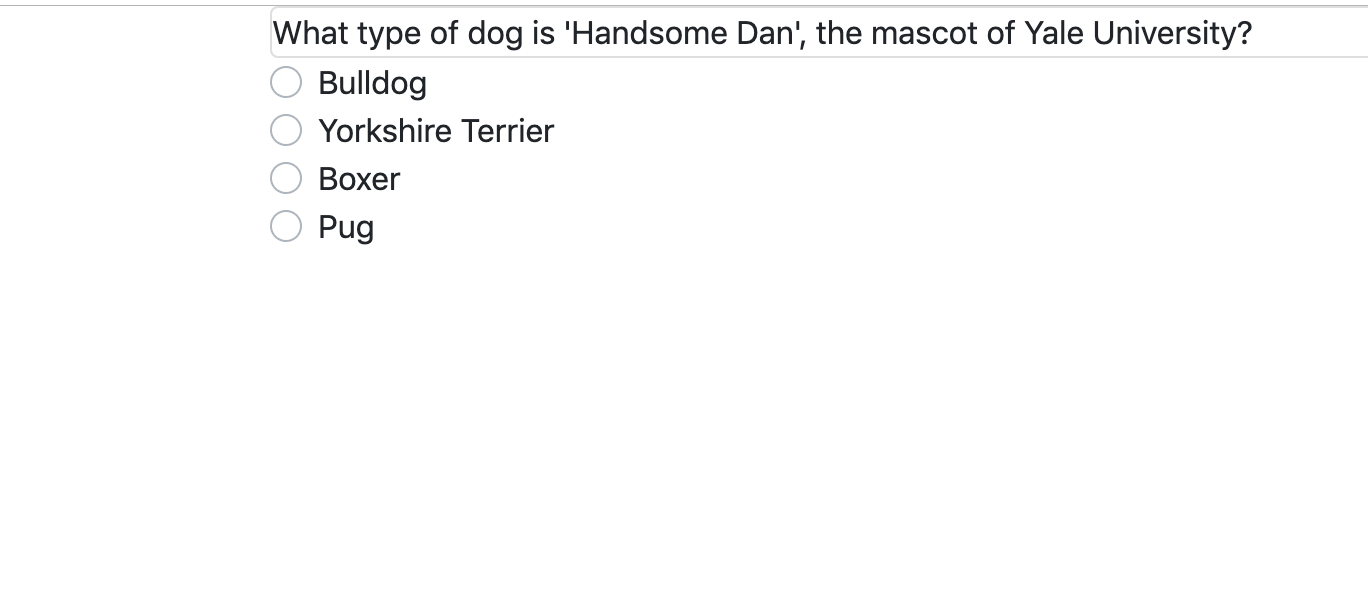 What type of dog is 'Handsome Dan', the mascot of Yale University?
Bulldog
Yorkshire Terrier
Boxer
Pug